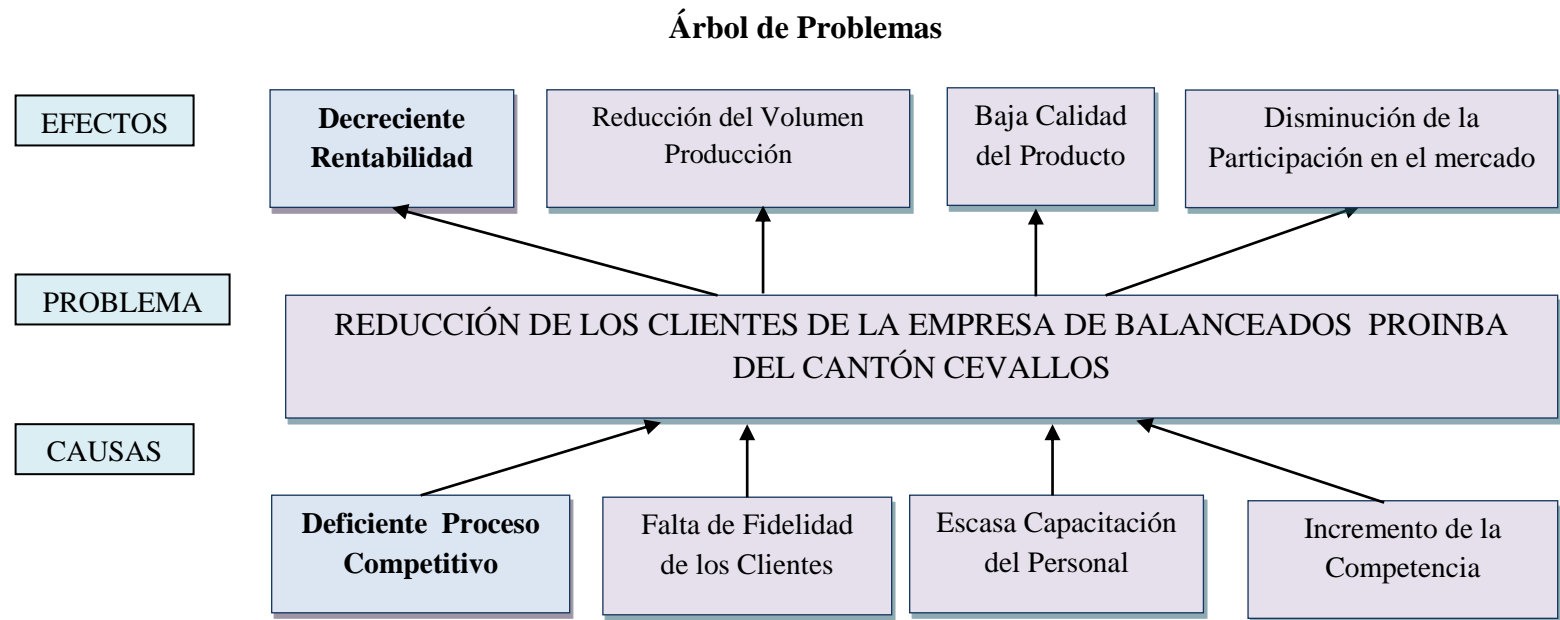 Árbol de Problemas
EFECTOS
Decreciente
Rentabilidad
Reducción del Volumen
Producción
Baja Calidad
del Producto
Disminución de la
Participación en el mercado
PROBLEMA
REDUCCIÓN DE LOS CLIENTES DE LA EMPRESA DE BALANCEADOS PROINBA
DEL CANTÓN CEVALLOS
CAUSAS
Deficiente Proceso
Competitivo
Falta de Fidelidad
de los Clientes
Escasa Capacitación
del Personal
Incremento de la
Competencia